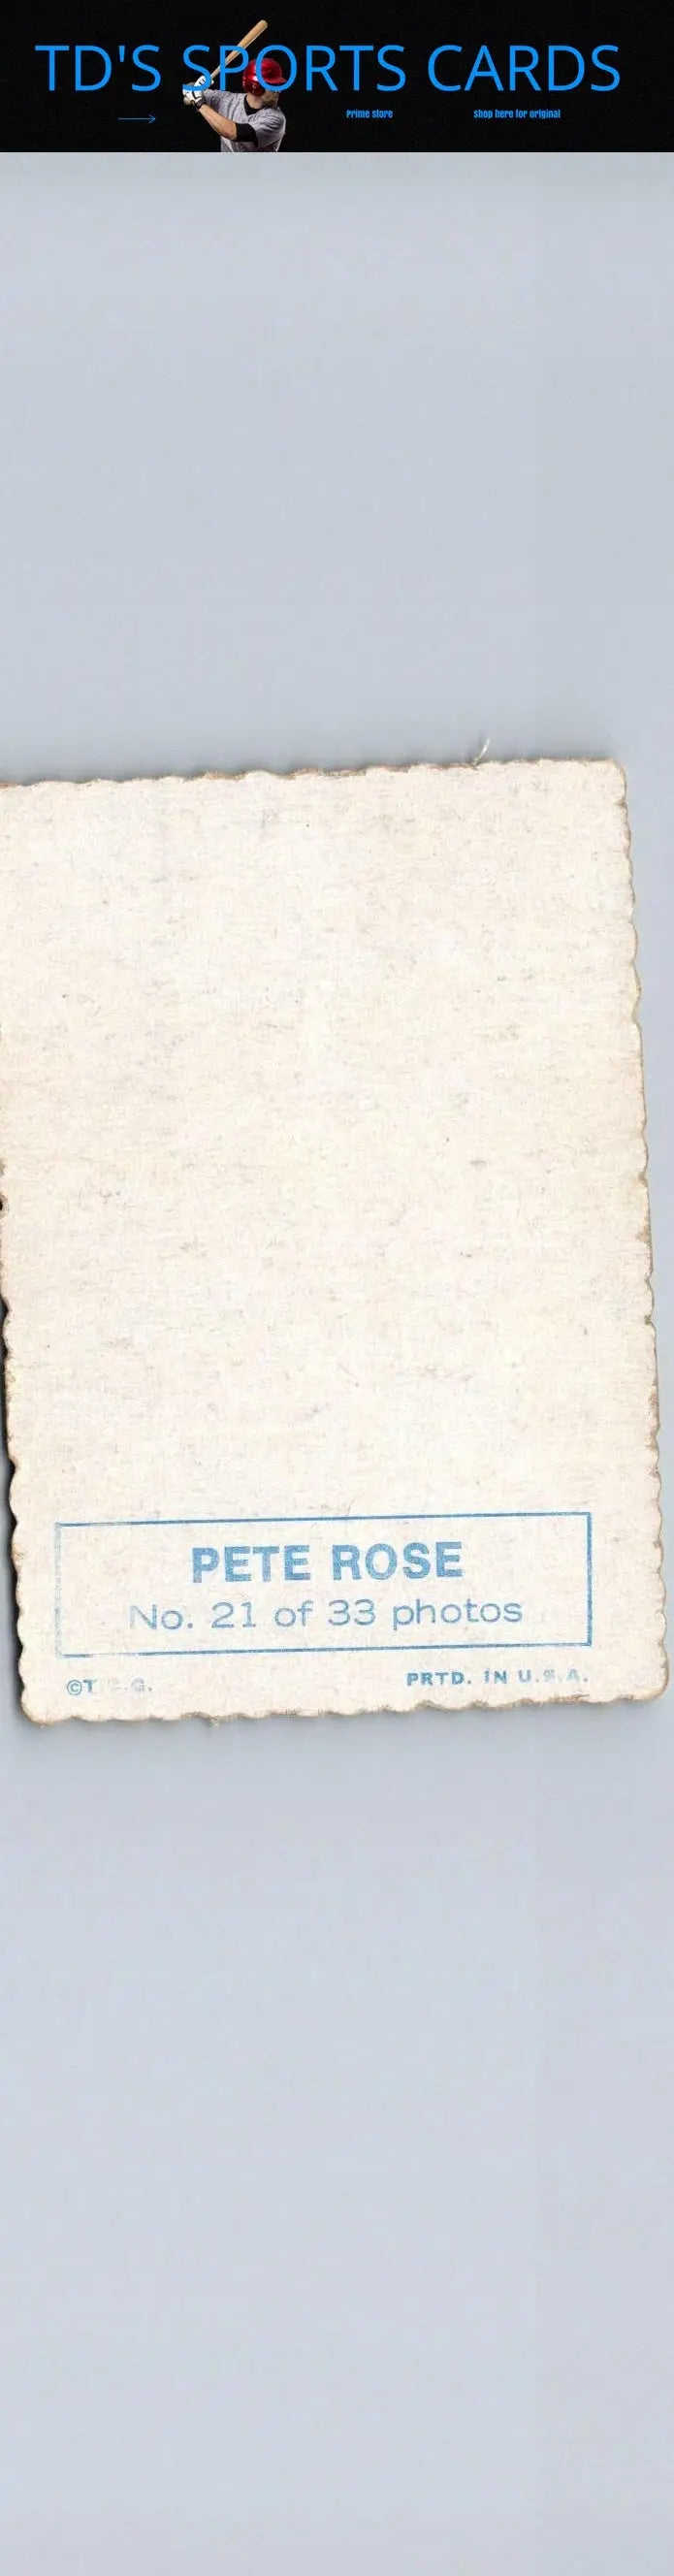 TD'S SPORTS CARDS
Prime store
shop here for original
PETE ROSE
No. 21 of 33 photos
PRTD. IN U.S.A.